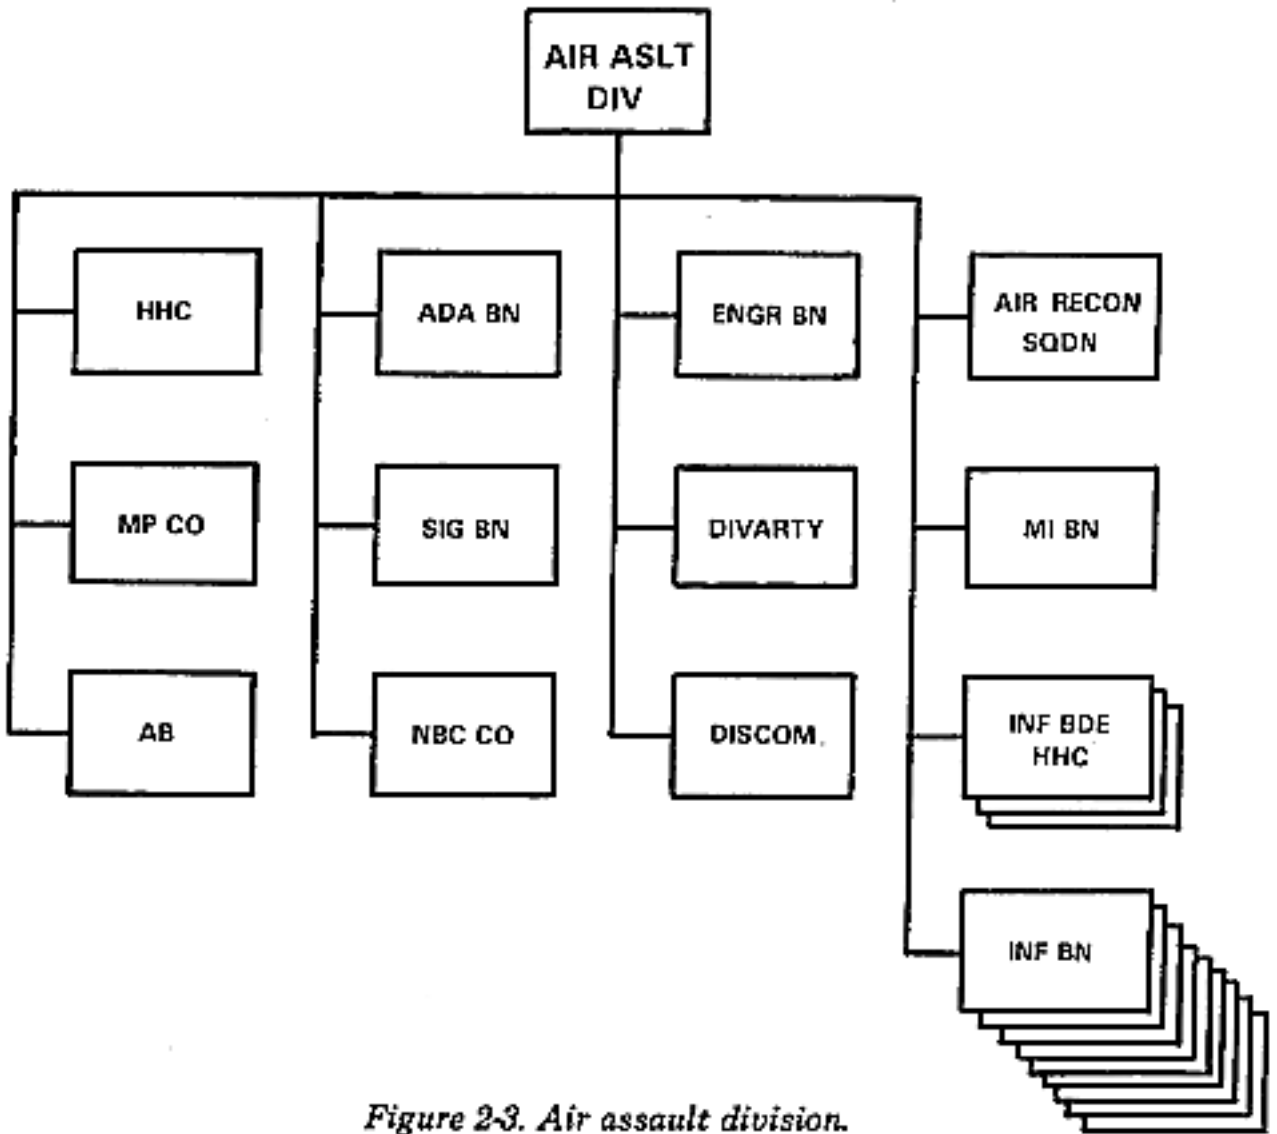 AIR ASLT
DIV
HHC
ADA BN
ENGR BN
AIR RECON
SQDN
MP CO
SIG BN
DIVARTY
MI BN
AB
NBC CO
DISCOM
INF BDE
HHC
INF BN
Figure 2-3. Air assault division.